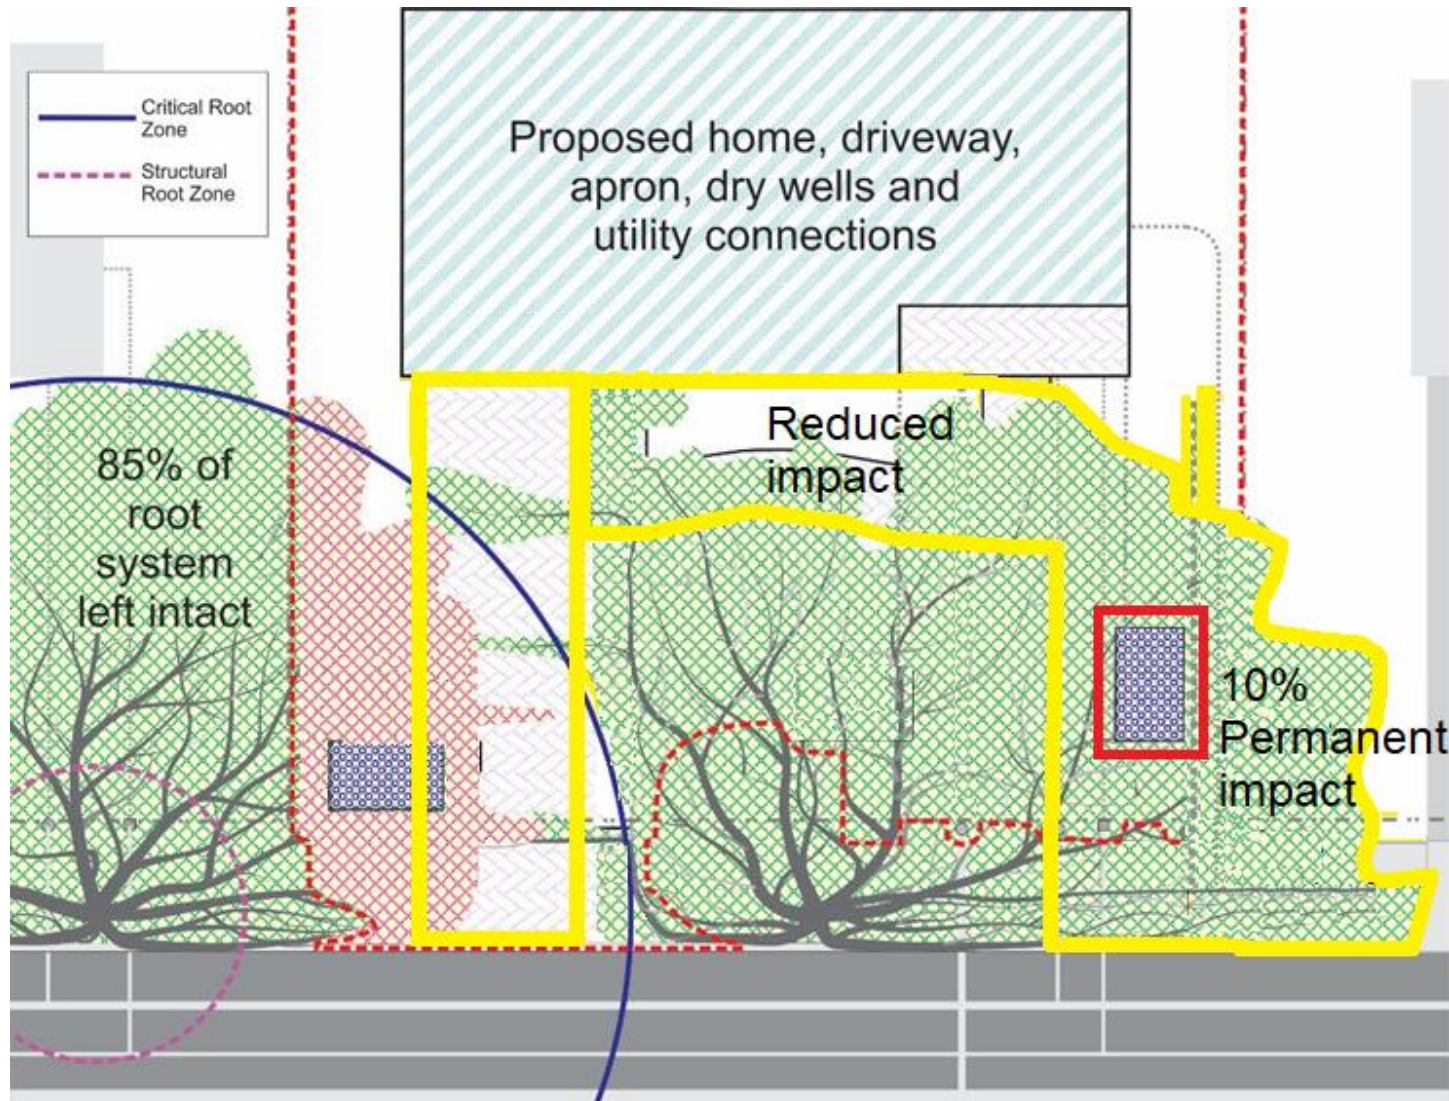 Critical Root
Zone
Structural
Root Zone
Proposed home, driveway,
apron, dry wells and
utility connections
85% of
root
system
left intact
Reduced
impact
10%
Permanent
impact